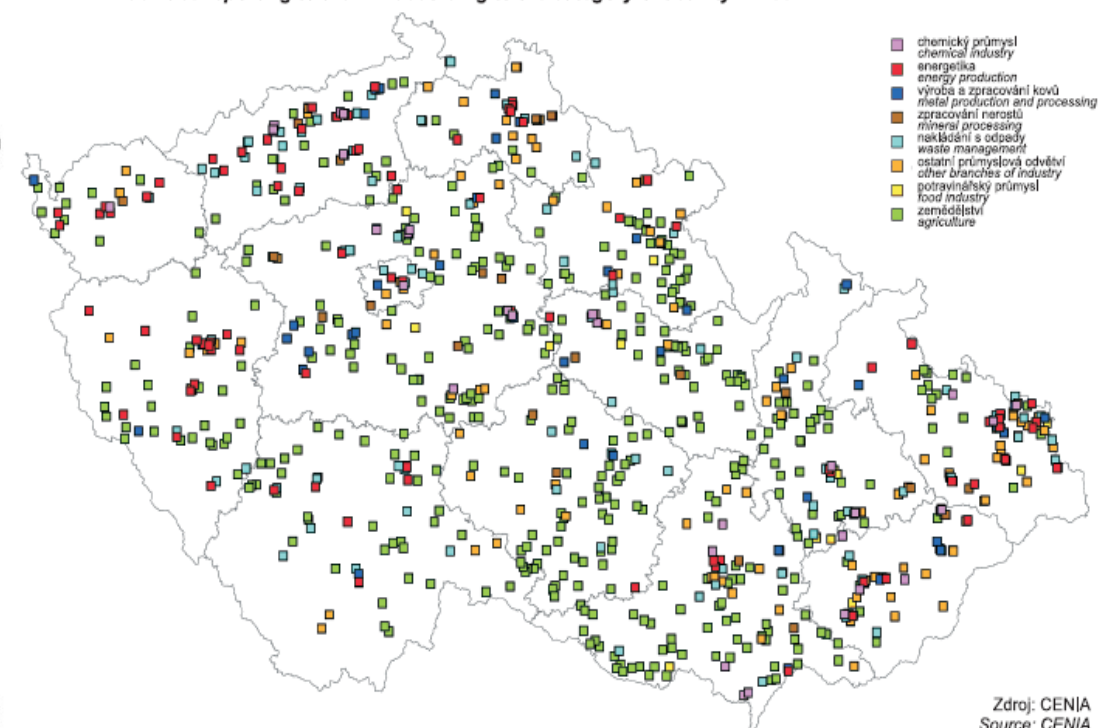 chemický průmysl
chemical industry
energetika
energy production
výroba a zpracování kovů
metal production and processing
zpracování nerostů
mineral processing
nakládání s odpady
waste management
ostatní průmyslová odvětví
other branches of industry
potravinářský průmysl
food industry
zemědělství
agriculture
Zdroj: CENIA
Source: CENIA